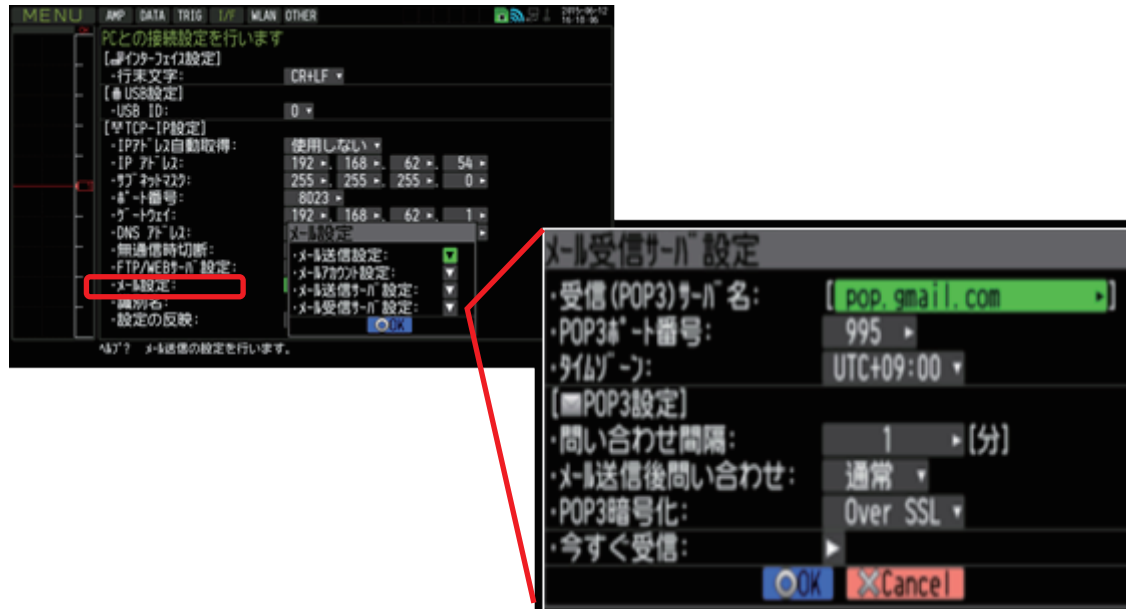 MENU AMP DATA TRIG I/F WLAN OTHER
PCとの接続設定を行います
[インターフェイス設定]
・行末文字: CR+LF
[USB設定]
・USB ID: 0
[TCP-IP設定]
・IPアドレス自動取得: 使用しない
・IP アドレス: 192 . 168 . 62 . 54
・サブネットマスク: 255 . 255 . 255 . 0
・ポート番号: 8023
・ゲートウェイ: 192 . 168 . 62 . 1
・DNS アドレス:
・無通信時切断:
・FTP/WEBサーバ設定:
・メール設定:
・識別名:
・設定の反映:
メール設定
・メール送信設定:
・メールアカウント設定:
・メール送信サーバ設定:
・メール受信サーバ設定:
OK
ヘルプ? メール送信の設定を行います。
メール受信サーバ設定
・受信(POP3)サーバ名: [ pop.gmail.com ]
・POP3ポート番号: 995
・タイムゾーン: UTC+09:00
[POP3設定]
・問い合わせ間隔: 1 [分]
・メール送信後問い合わせ: 通常
・POP3暗号化: Over SSL
・今すぐ受信:
OK Cancel